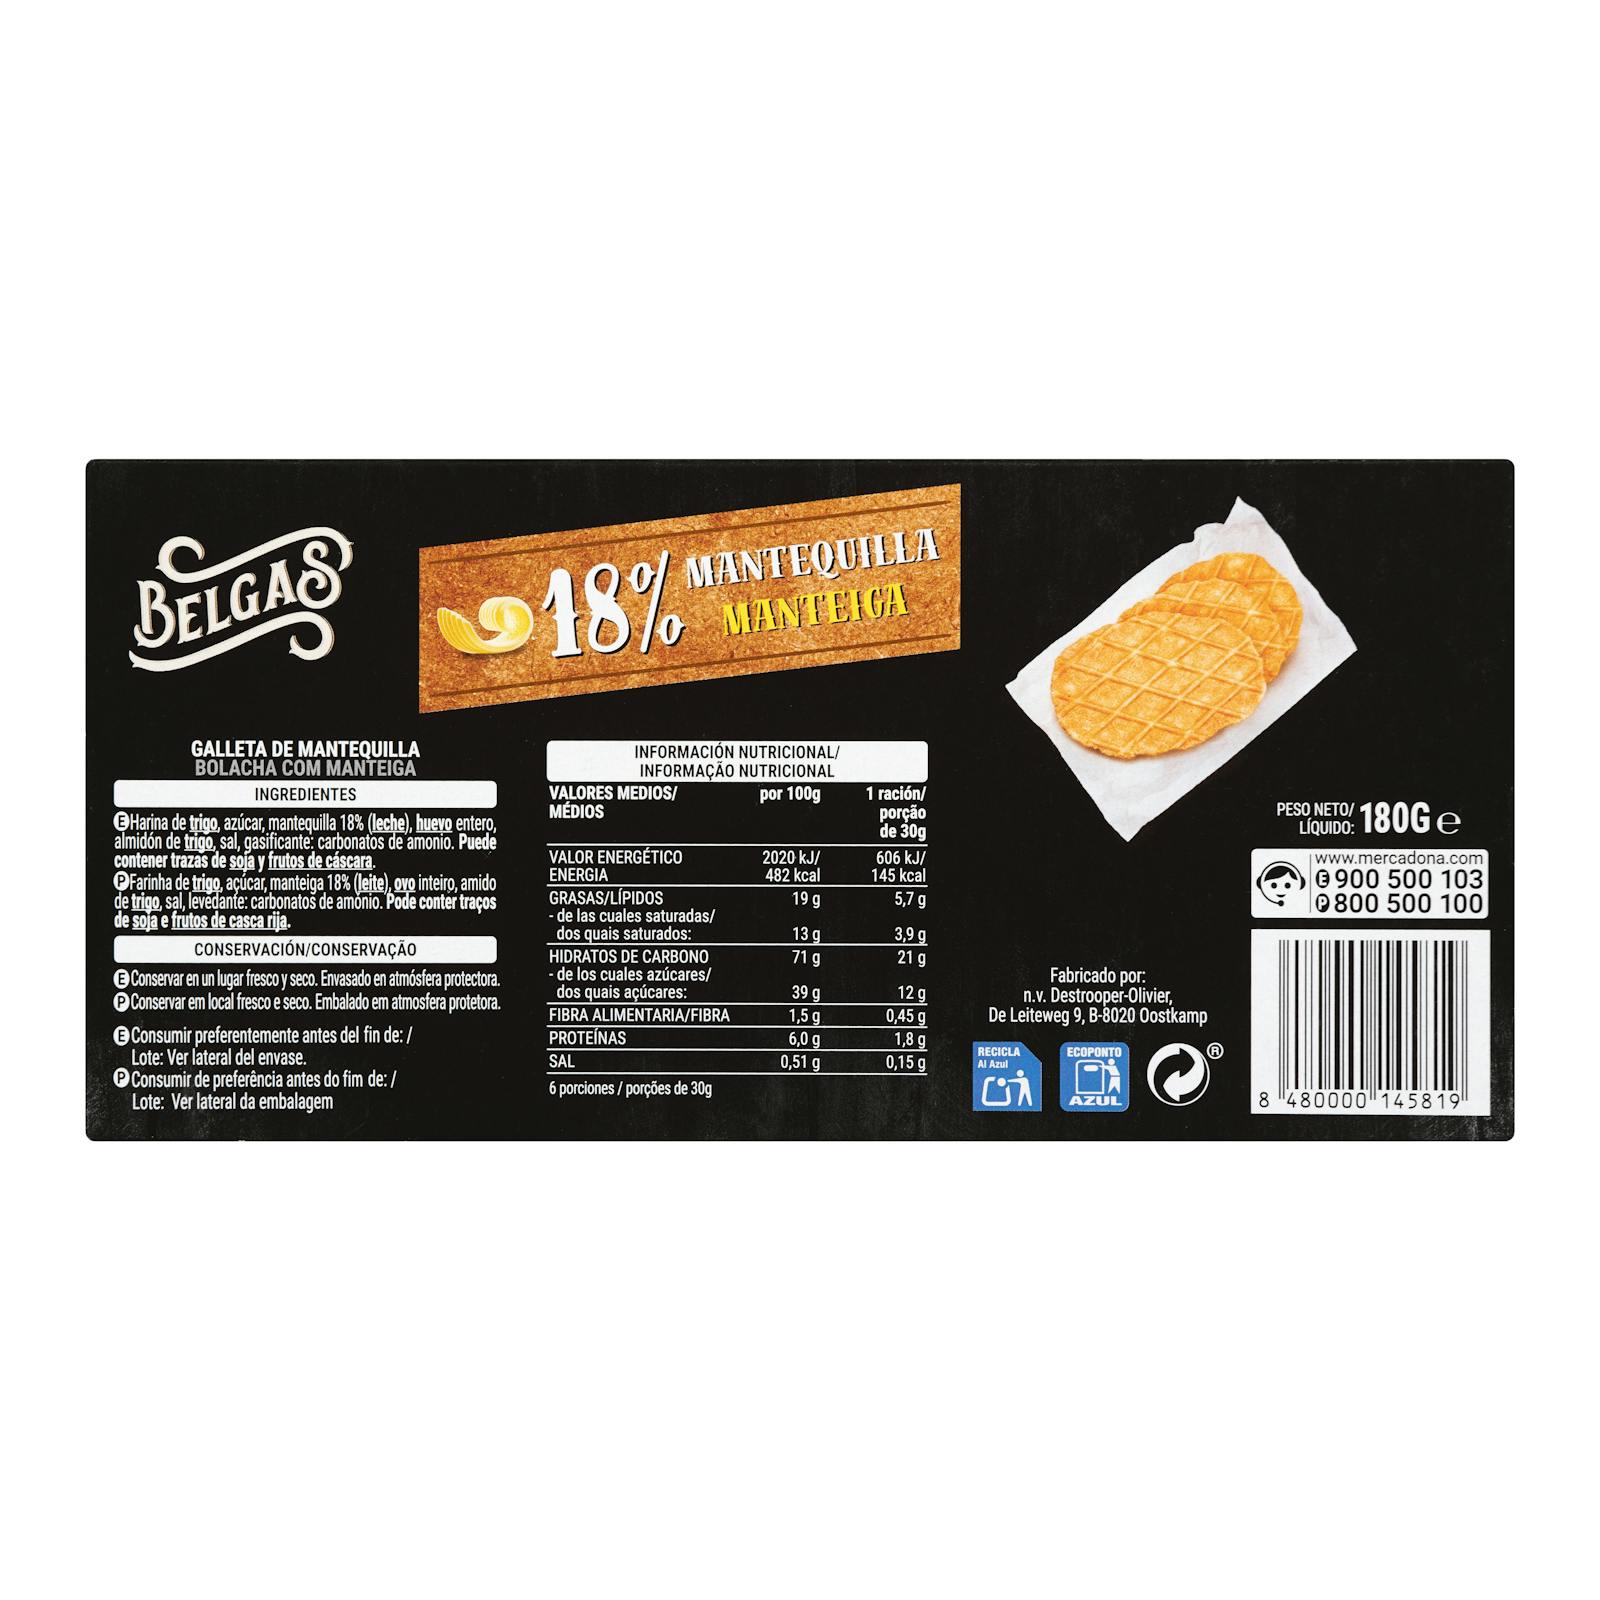 BELGAS
18% MANTEQUILLA
MANTEIGA
GALLETA DE MANTEQUILLA
BOLACHA COM MANTEIGA
INGREDIENTES
E Harina de trigo, azúcar, mantequilla 18% (leche), huevo entero,
almidón de trigo, sal, gasificante: carbonatos de amonio. Puede
contener trazas de soja y frutos de cáscara.
P Farinha de trigo, açúcar, manteiga 18% (leite), ovo inteiro, amido
de trigo, sal, levedante: carbonatos de amónio. Pode conter traços
de soja e frutos de casca rija.
CONSERVACIÓN/CONSERVAÇÃO
E Conservar en un lugar fresco y seco. Envasado en atmósfera protectora.
P Conservar em local fresco e seco. Embalado em atmosfera protetora.
E Consumir preferentemente antes del fin de: /
Lote: Ver lateral del envase.
P Consumir de preferência antes do fim de: /
Lote: Ver lateral da embalagem
INFORMACIÓN NUTRICIONAL/
INFORMAÇÃO NUTRICIONAL
VALORES MEDIOS/ por 100g 1 ración/
MÉDIOS porção
de 30g
VALOR ENERGÉTICO 2020 kJ/ 606 kJ/
ENERGIA 482 kcal 145 kcal
GRASAS/LÍPIDOS 19 g 5,7 g
- de las cuales saturadas/
dos quais saturados: 13 g 3,9 g
HIDRATOS DE CARBONO 71 g 21 g
- de los cuales azúcares/
dos quais açúcares: 39 g 12 g
FIBRA ALIMENTARIA/FIBRA 1,5 g 0,45 g
PROTEÍNAS 6,0 g 1,8 g
SAL 0,51 g 0,15 g
6 porciones / porções de 30g
PESO NETO/
LÍQUIDO: 180G e
www.mercadona.com
E 900 500 103
P 800 500 100
Fabricado por:
n.v. Destrooper-Olivier,
De Leiteweg 9, B-8020 Oostkamp
RECICLA
Al Azul
ECOPONTO
AZUL
®
8 480000 145819